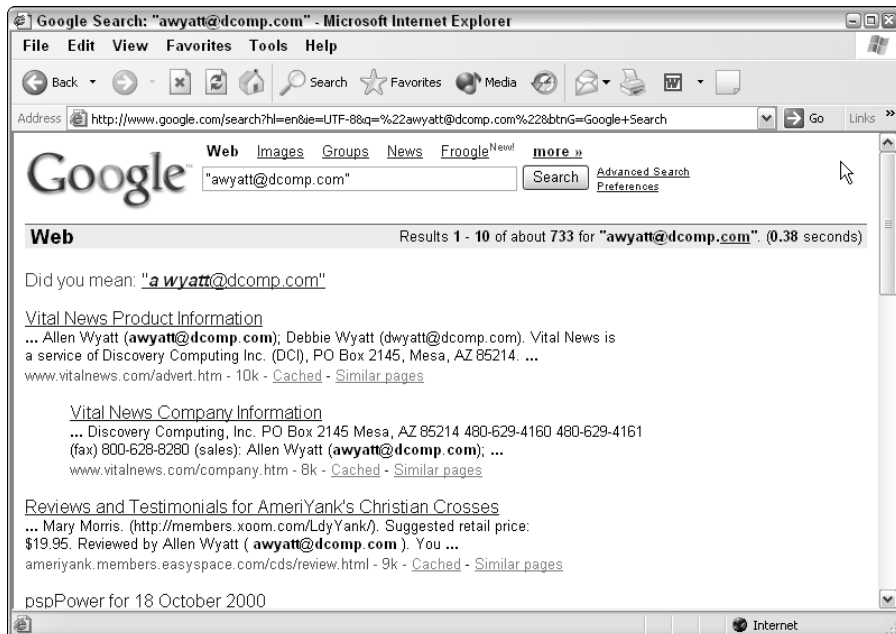 Google Search: "awyatt@dcomp.com" - Microsoft Internet Explorer
File Edit View Favorites Tools Help
Back Search Favorites Media
Address http://www.google.com/search?hl=en&ie=UTF-8&q=%22awyatt@dcomp.com%22&btnG=Google+Search Go Links »
Web Images Groups News Froogle New! more »
Google™
"awyatt@dcomp.com" Search Advanced Search
Preferences
Web Results 1 - 10 of about 733 for "awyatt@dcomp.com". (0.38 seconds)
Did you mean: "a wyatt@dcomp.com"
Vital News Product Information
... Allen Wyatt (awyatt@dcomp.com); Debbie Wyatt (dwyatt@dcomp.com). Vital News is
a service of Discovery Computing Inc. (DCI), PO Box 2145, Mesa, AZ 85214. ...
www.vitalnews.com/advert.htm - 10k - Cached - Similar pages
Vital News Company Information
... Discovery Computing, Inc. PO Box 2145 Mesa, AZ 85214 480-629-4160 480-629-4161
(fax) 800-628-8280 (sales): Allen Wyatt (awyatt@dcomp.com); ...
www.vitalnews.com/company.htm - 8k - Cached - Similar pages
Reviews and Testimonials for AmeriYank's Christian Crosses
... Mary Morris. (http://members.xoom.com/LdyYank/). Suggested retail price:
$19.95. Reviewed by Allen Wyatt ( awyatt@dcomp.com ). You ...
ameriyank.members.easyspace.com/cds/review.html - 9k - Cached - Similar pages
pspPower for 18 October 2000
Internet